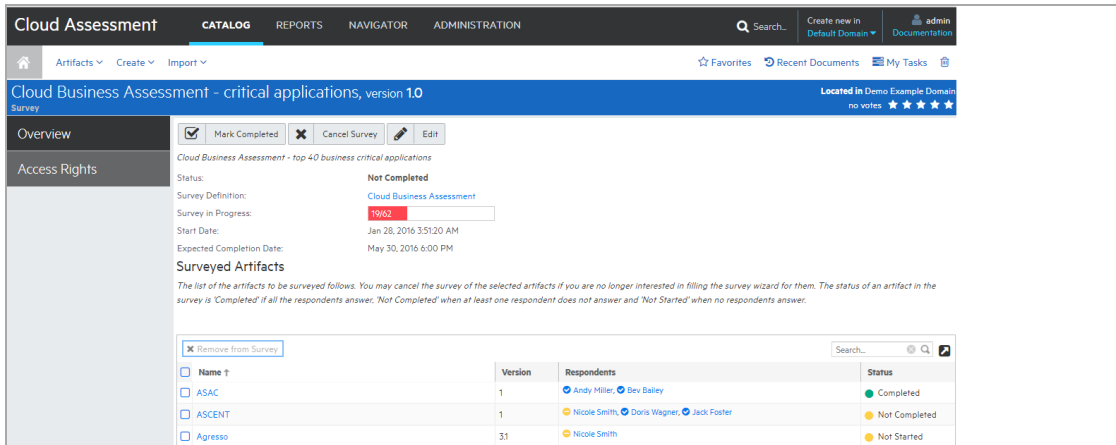 Cloud Assessment CATALOG REPORTS NAVIGATOR ADMINISTRATION Search... Create new in admin
Default Domain Documentation
Artifacts Create Import Favorites Recent Documents My Tasks
Cloud Business Assessment - critical applications, version 1.0 Located in Demo Example Domain
Survey no votes
Overview Mark Completed Cancel Survey Edit
Cloud Business Assessment - top 40 business critical applications
Access Rights
Status: Not Completed
Survey Definition: Cloud Business Assessment
Survey in Progress: 19/62
Start Date: Jan 28, 2016 3:51:20 AM
Expected Completion Date: May 30, 2016 6:00 PM
Surveyed Artifacts
The list of the artifacts to be surveyed follows. You may cancel the survey of the selected artifacts if you are no longer interested in filling the survey wizard for them. The status of an artifact in the
survey is 'Completed' if all the respondents answer, 'Not Completed' when at least one respondent does not answer and 'Not Started' when no respondents answer.
Remove from Survey Search...
Name Version Respondents Status
ASAC 1 Andy Miller, Bev Bailey Completed
ASCENT 1 Nicole Smith, Doris Wagner, Jack Foster Not Completed
Agresso 3.1 Nicole Smith Not Started